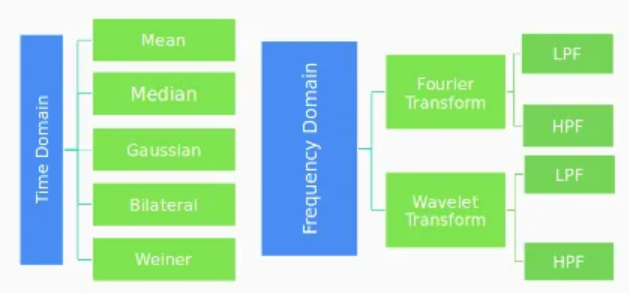 Time Domain
Mean
Median
Gaussian
Bilateral
Weiner
Frequency Domain
Fourier
Transform
LPF
HPF
Wavelet
Transform
LPF
HPF